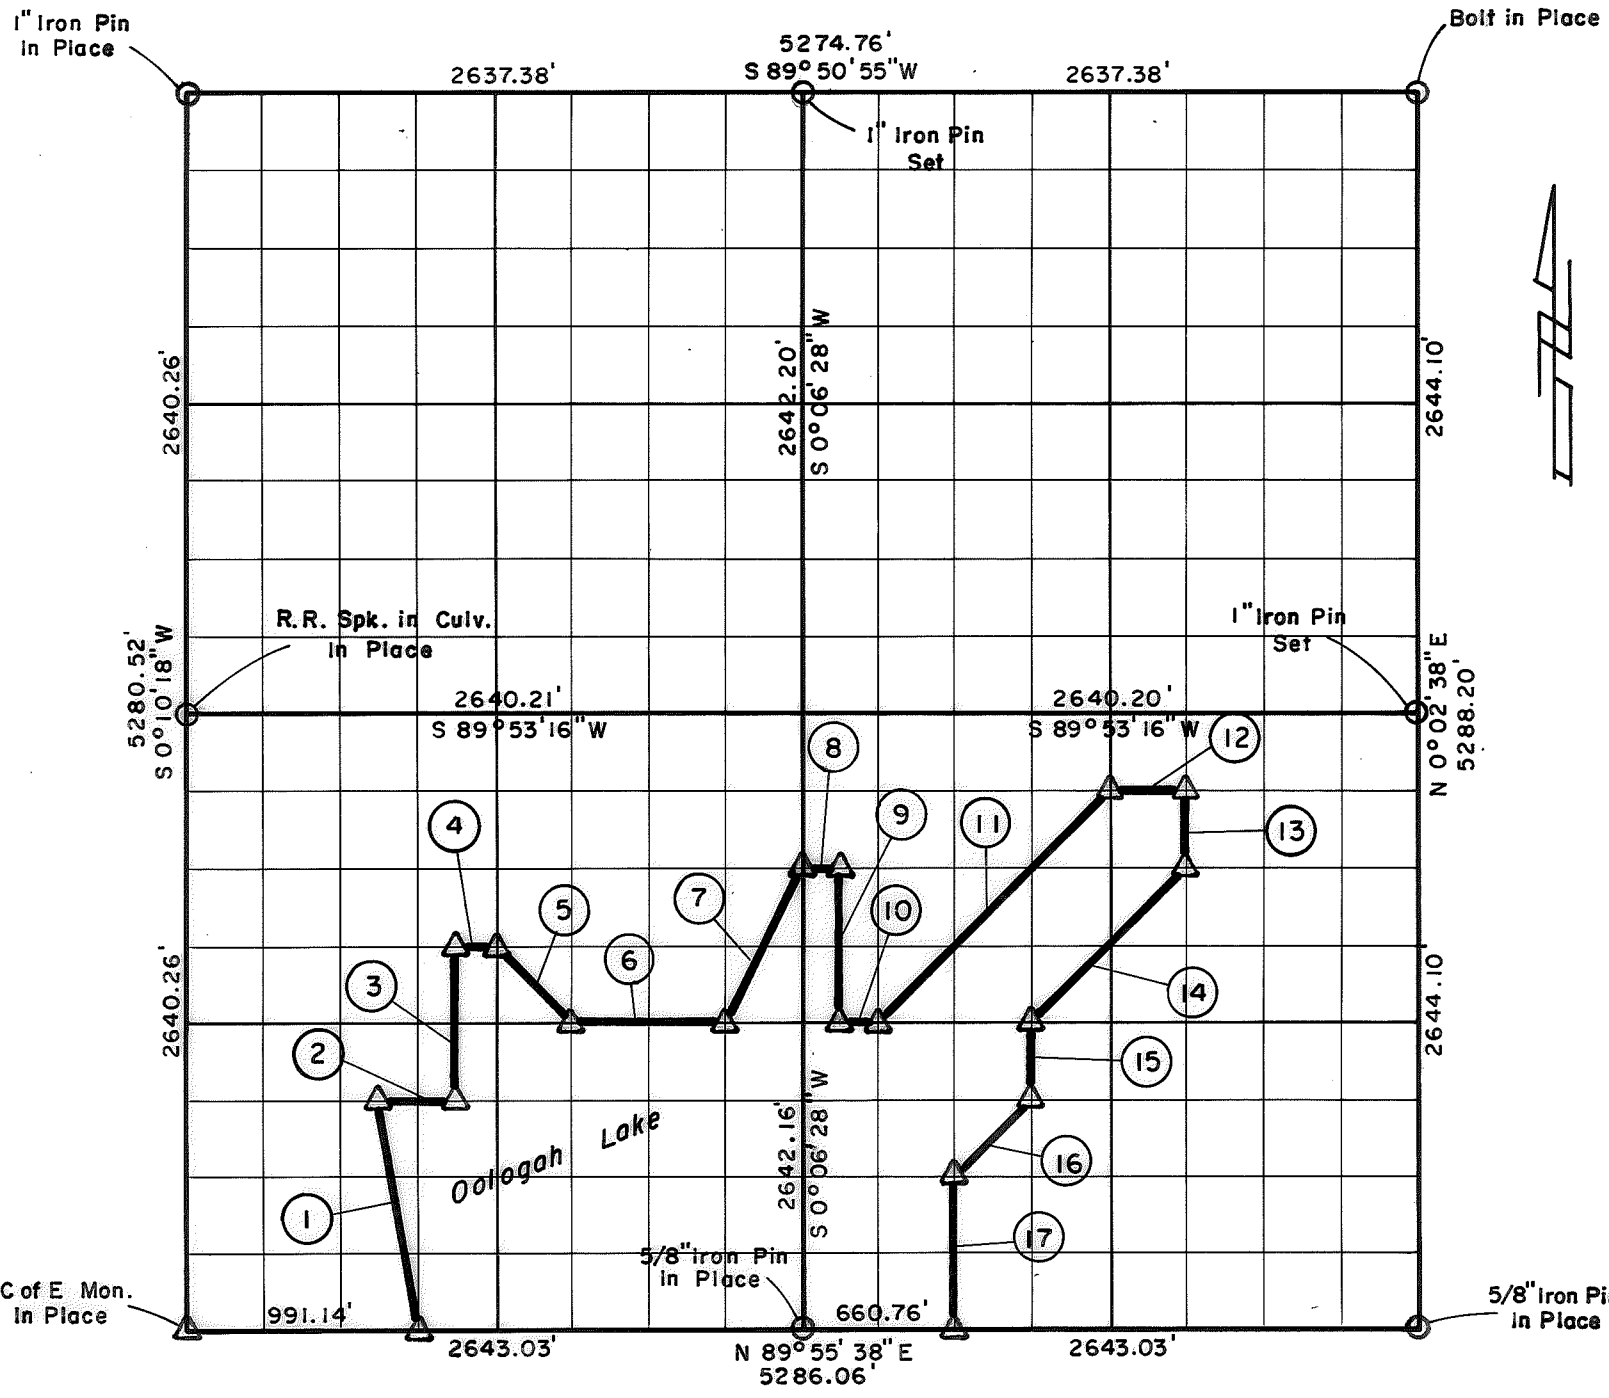 1" Iron Pin
in Place
Bolt in Place
5274.76'
2637.38'
S 89° 50' 55" W
2637.38'
1" Iron Pin
Set
2640.26'
2642.20'
S 0° 06' 28" W
2644.10'
R.R. Spk. in Culv.
in Place
1" Iron Pin
Set
5280.52'
S 0° 10' 18" W
2640.21'
S 89° 53' 16" W
2640.20'
S 89° 53' 16" W
N 0° 02' 38" E
5288.20'
12
8
4
9
11
13
7
5
10
6
3
14
2640.26'
2644.10'
2
15
Oologah Lake
2642.16'
S 0° 06' 28" W
16
1
17
5/8" iron Pin
in Place
C of E Mon.
in Place
991.14'
660.76'
5/8" iron Pi
in Place
2643.03'
N 89° 55' 38" E
2643.03'
5286.06'